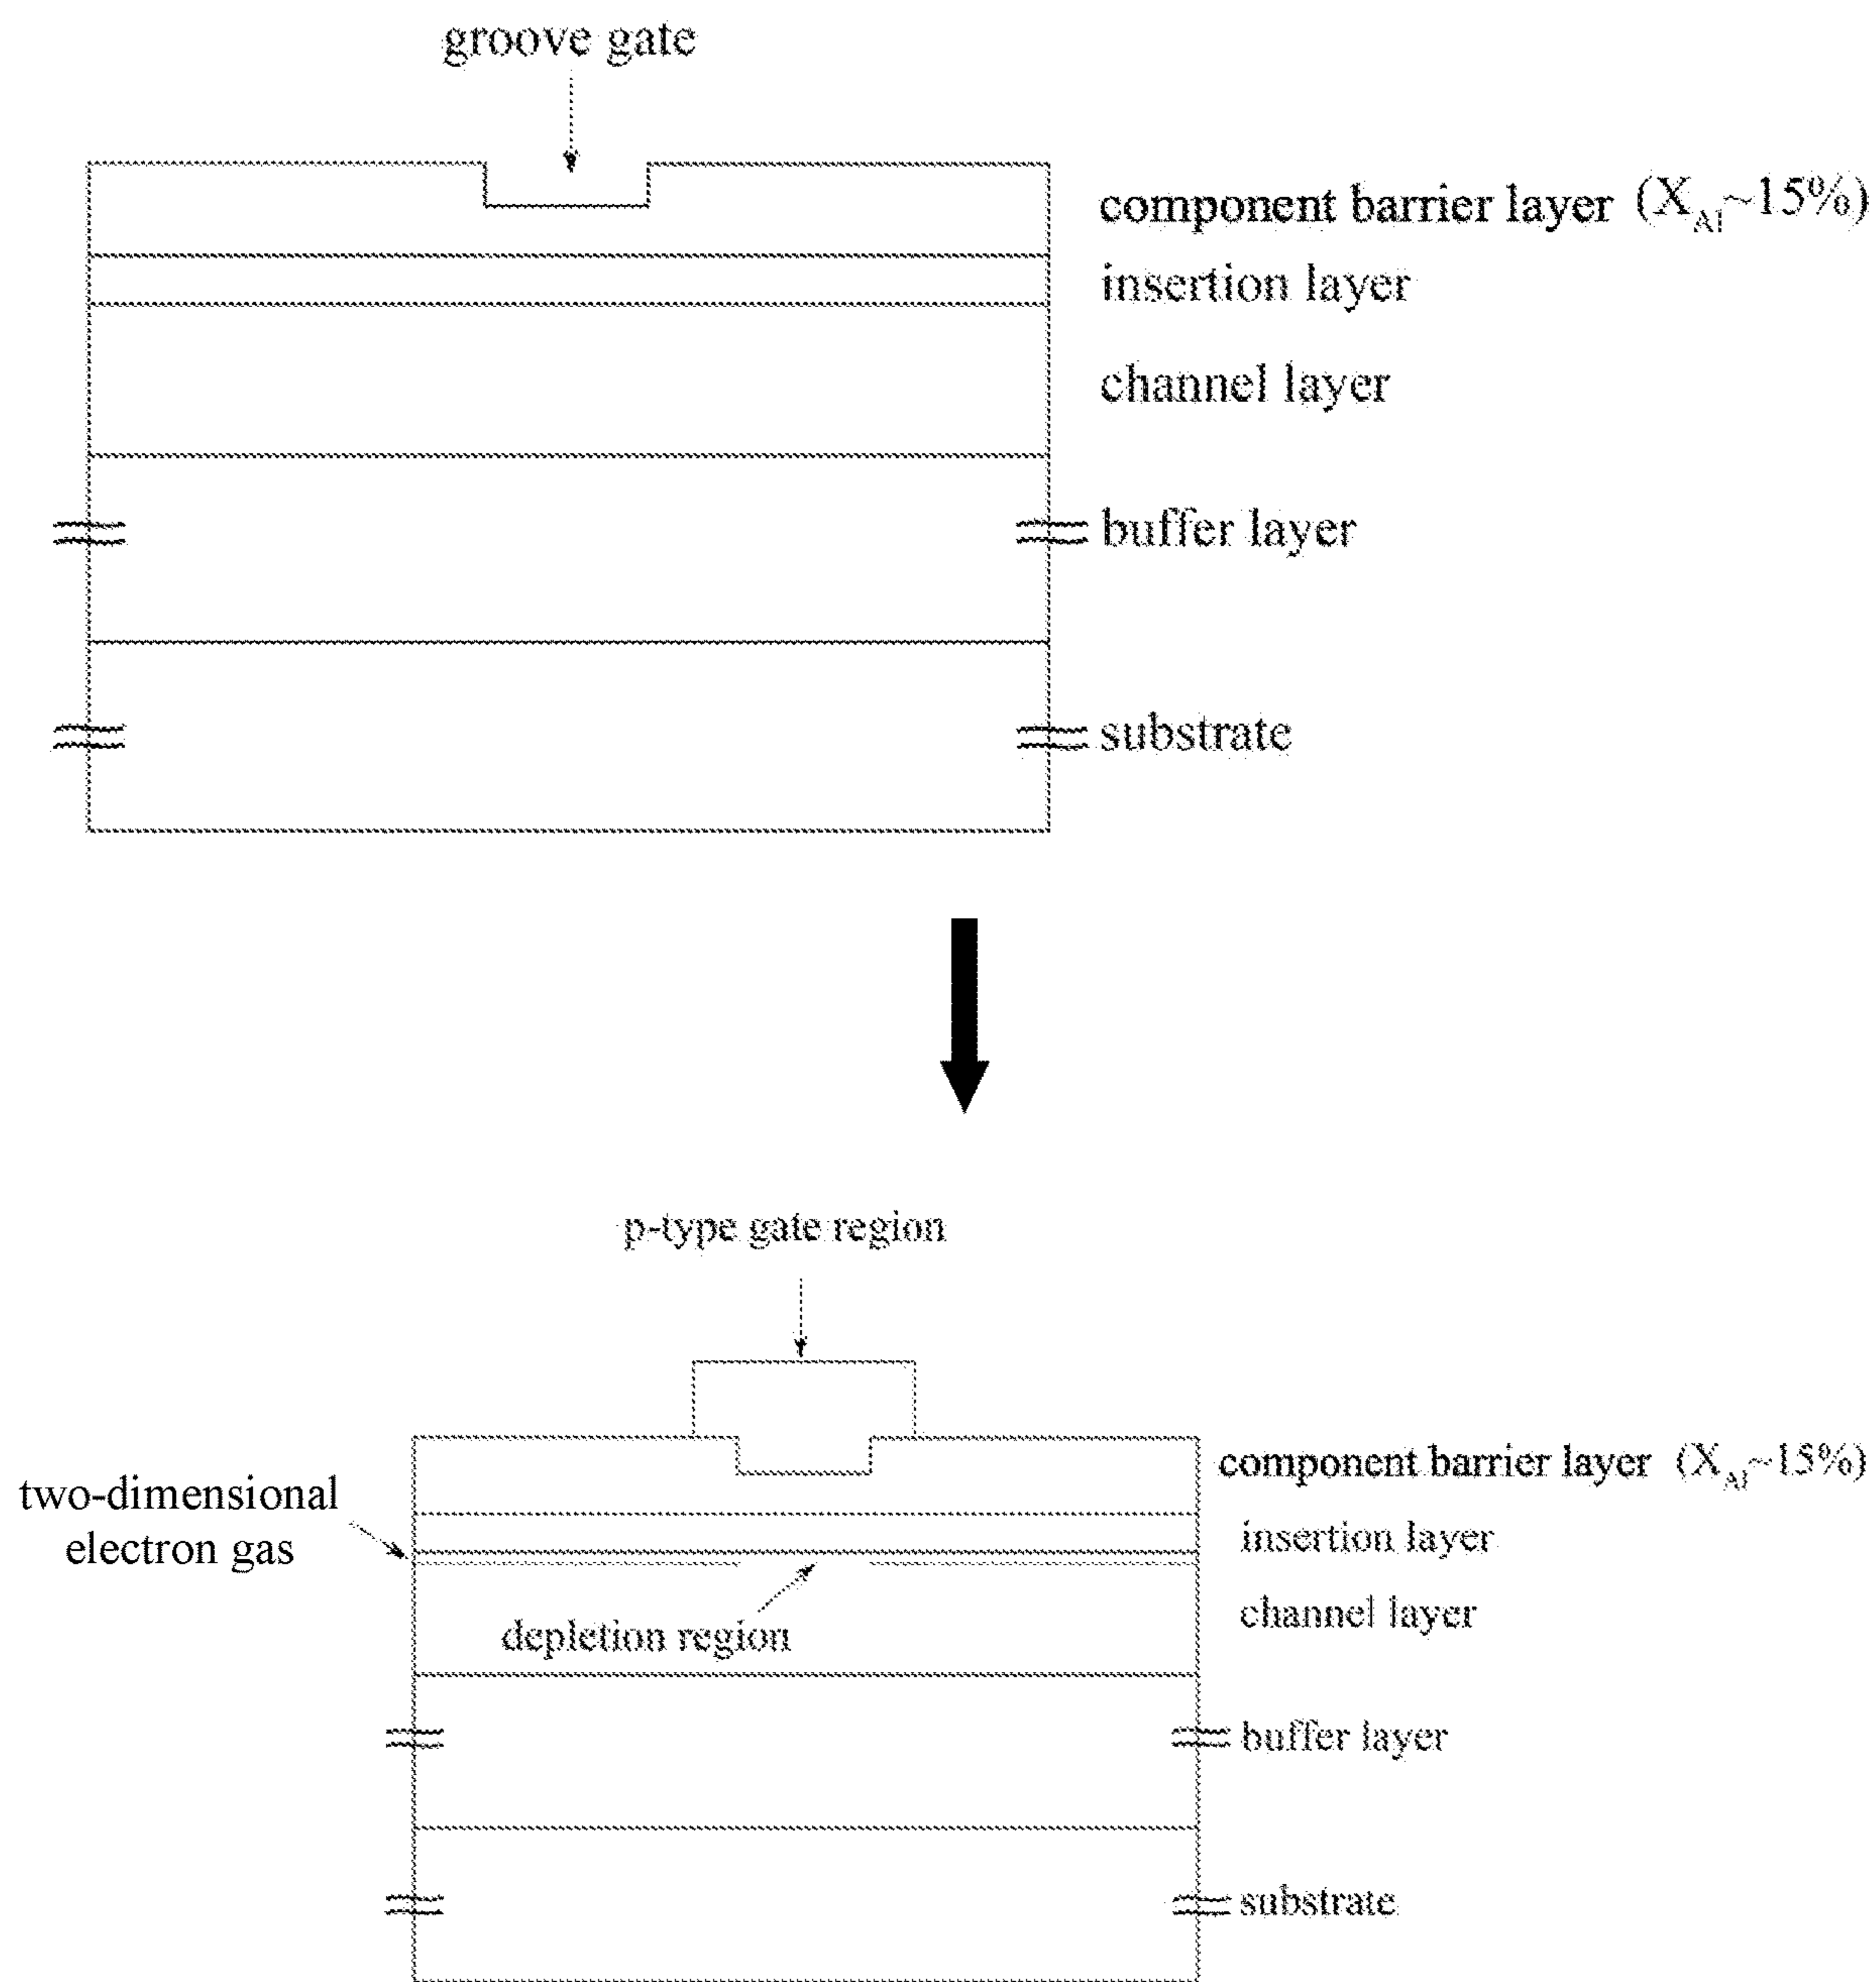 groove gate
component barrier layer (X_Al~15%)
insertion layer
channel layer
buffer layer
substrate
p-type gate region
component barrier layer (X_Al~15%)
two-dimensional
electron gas
insertion layer
channel layer
depletion region
buffer layer
substrate